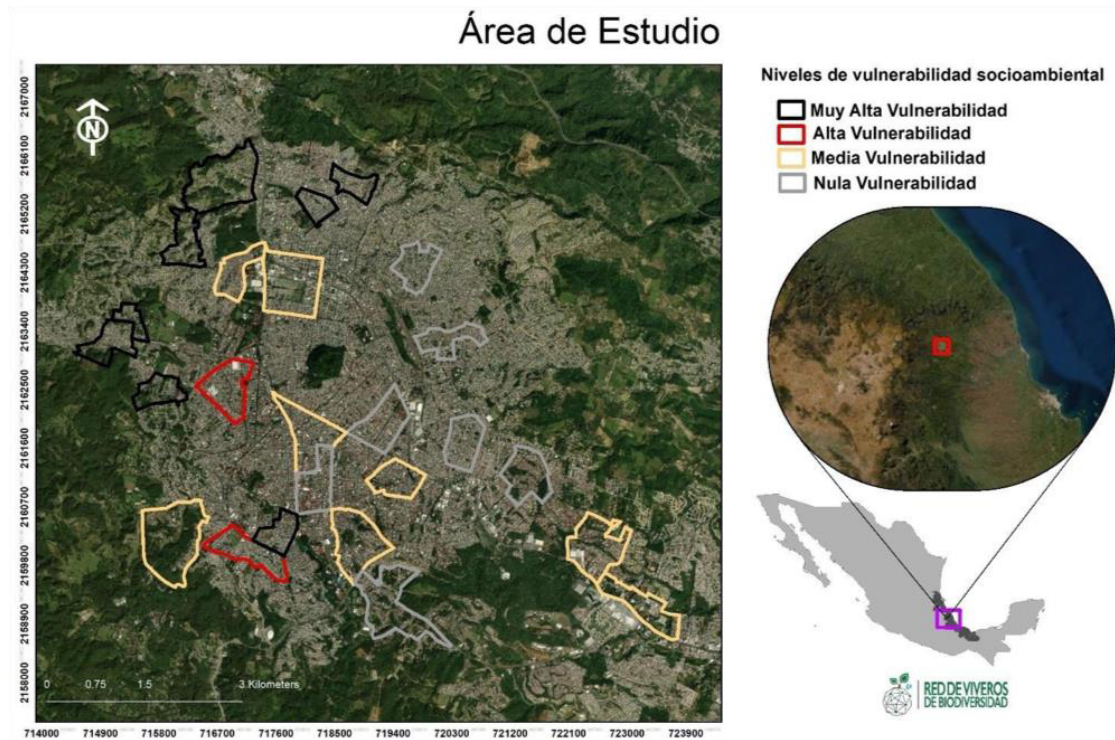 Área de Estudio
Niveles de vulnerabilidad socioambiental
Muy Alta Vulnerabilidad
Alta Vulnerabilidad
Media Vulnerabilidad
Nula Vulnerabilidad
N
2167000
2166100
2165200
2164300
2163400
2162500
2161600
2160700
2159800
2158900
2158000
0 0.75 1.5 3 Kilometers
714000 714900 715800 716700 717600 718500 719400 720300 721200 722100 723000 723900
RED DE VIVEROS
DE BIODIVERSIDAD